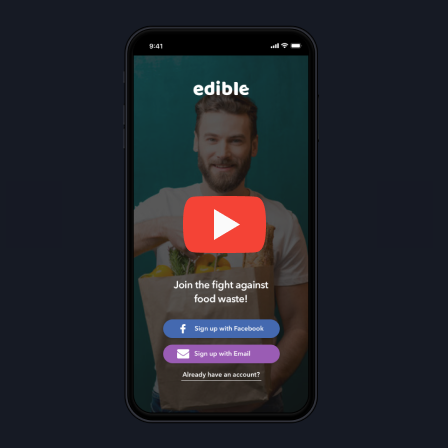 9:41
edible
Join the fight against
food waste!
Sign up with Facebook
Sign up with Email
Already have an account?